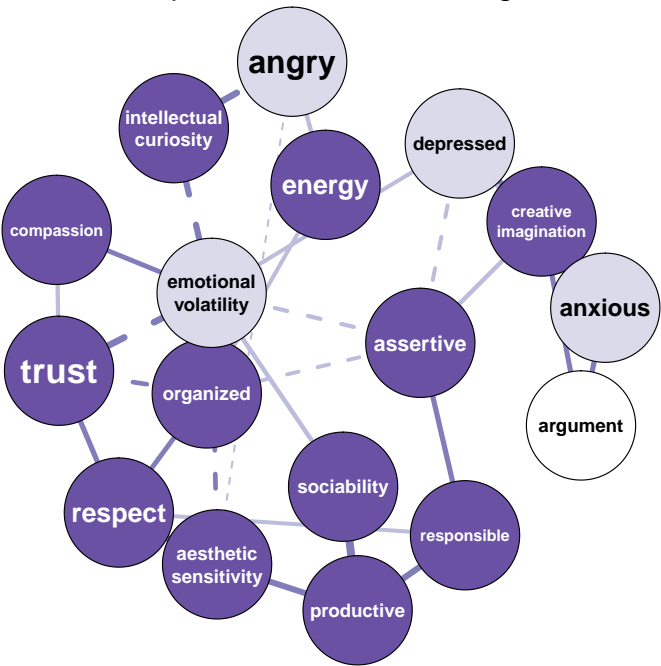 angry
intellectual
curiosity
depressed
energy
creative
imagination
compassion
emotional
volatility
anxious
assertive
trust
organized
argument
sociability
respect
responsible
aesthetic
sensitivity
productive